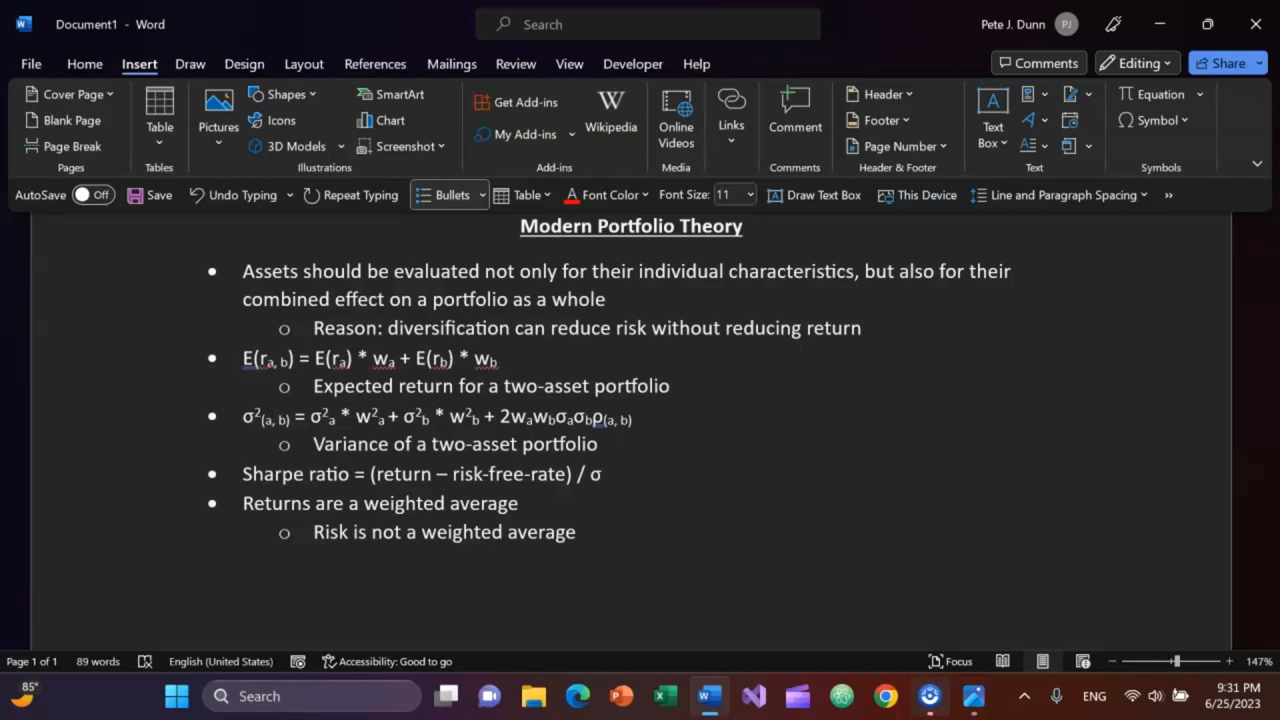 Document1 - Word
Search
Pete J. Dunn
PJ
File Home Insert Draw Design Layout References Mailings Review View Developer Help
Comments
Editing
Share
Cover Page
Blank Page
Page Break
Pages
Table
Tables
Pictures
Shapes
Icons
3D Models
SmartArt
Chart
Screenshot
Illustrations
Get Add-ins
My Add-ins
W
Wikipedia
Add-ins
Online
Videos
Media
Links
Comment
Comments
Header
Footer
Page Number
Header & Footer
A
Text
Box
Text
Equation
Symbol
Symbols
AutoSave Off Save Undo Typing Repeat Typing Bullets Table Font Color Font Size: 11 Draw Text Box This Device Line and Paragraph Spacing »
Modern Portfolio Theory
• Assets should be evaluated not only for their individual characteristics, but also for their
combined effect on a portfolio as a whole
o Reason: diversification can reduce risk without reducing return
• E(rₐ, b) = E(rₐ) * wₐ + E(rb) * wb
o Expected return for a two-asset portfolio
• σ²(a, b) = σ²ₐ * w²ₐ + σ²b * w²b + 2wₐwbσₐσbρ(a, b)
o Variance of a two-asset portfolio
• Sharpe ratio = (return – risk-free-rate) / σ
• Returns are a weighted average
o Risk is not a weighted average
Page 1 of 1 89 words English (United States) Accessibility: Good to go Focus 147%
85°
Search
ENG
9:31 PM
6/25/2023